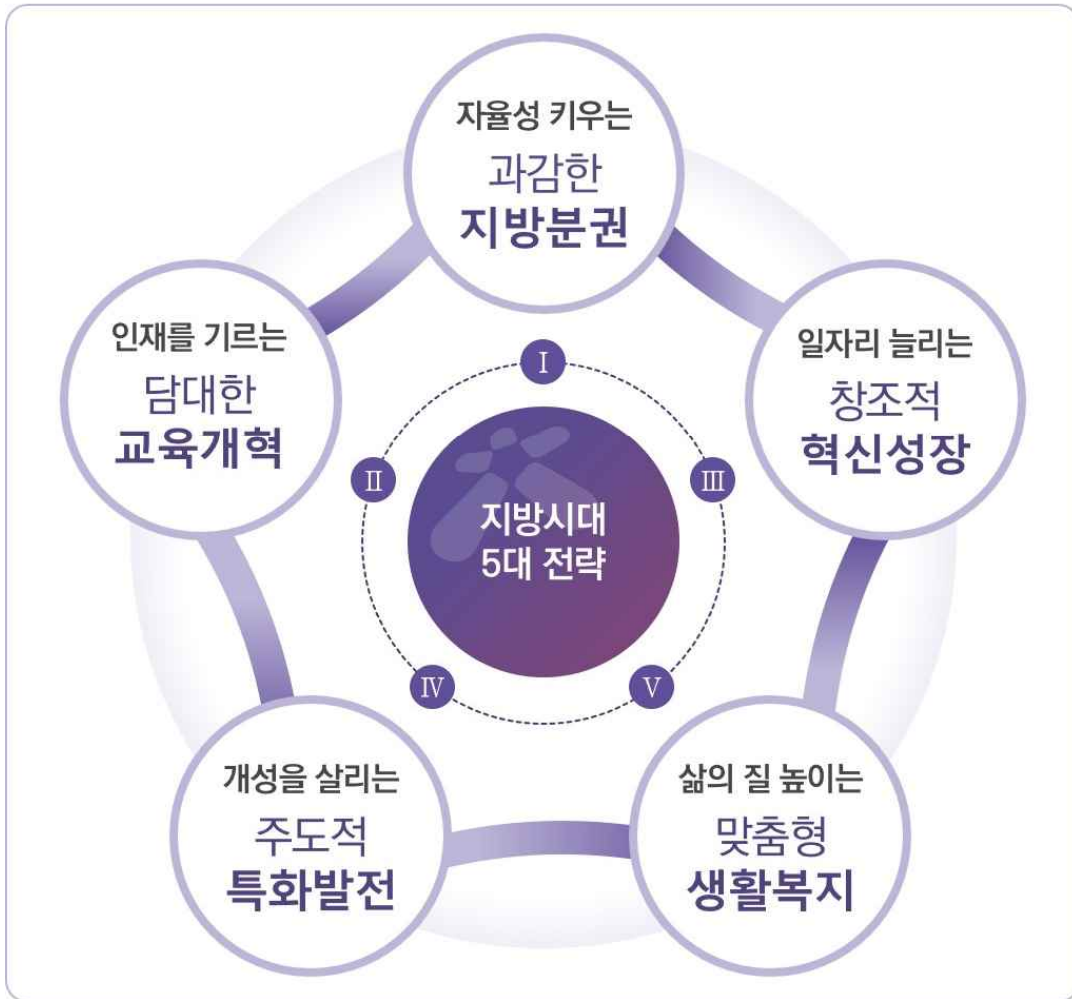 자율성 키우는
과감한
지방분권
인재를 기르는
담대한
교육개혁
일자리 늘리는
창조적
혁신성장
Ⅰ
Ⅱ
Ⅲ
지방시대
5대 전략
Ⅳ
Ⅴ
개성을 살리는
주도적
특화발전
삶의 질 높이는
맞춤형
생활복지